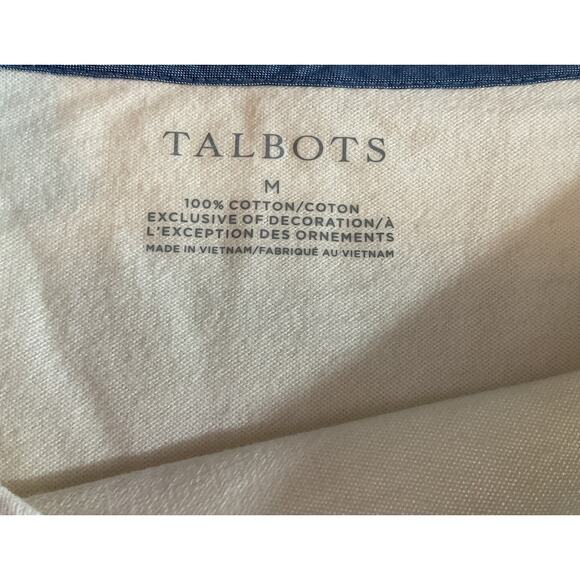 TALBOTS
M
100% COTTON/COTON
EXCLUSIVE OF DECORATION/À
L'EXCEPTION DES ORNEMENTS
MADE IN VIETNAM/FABRIQUÉ AU VIETNAM